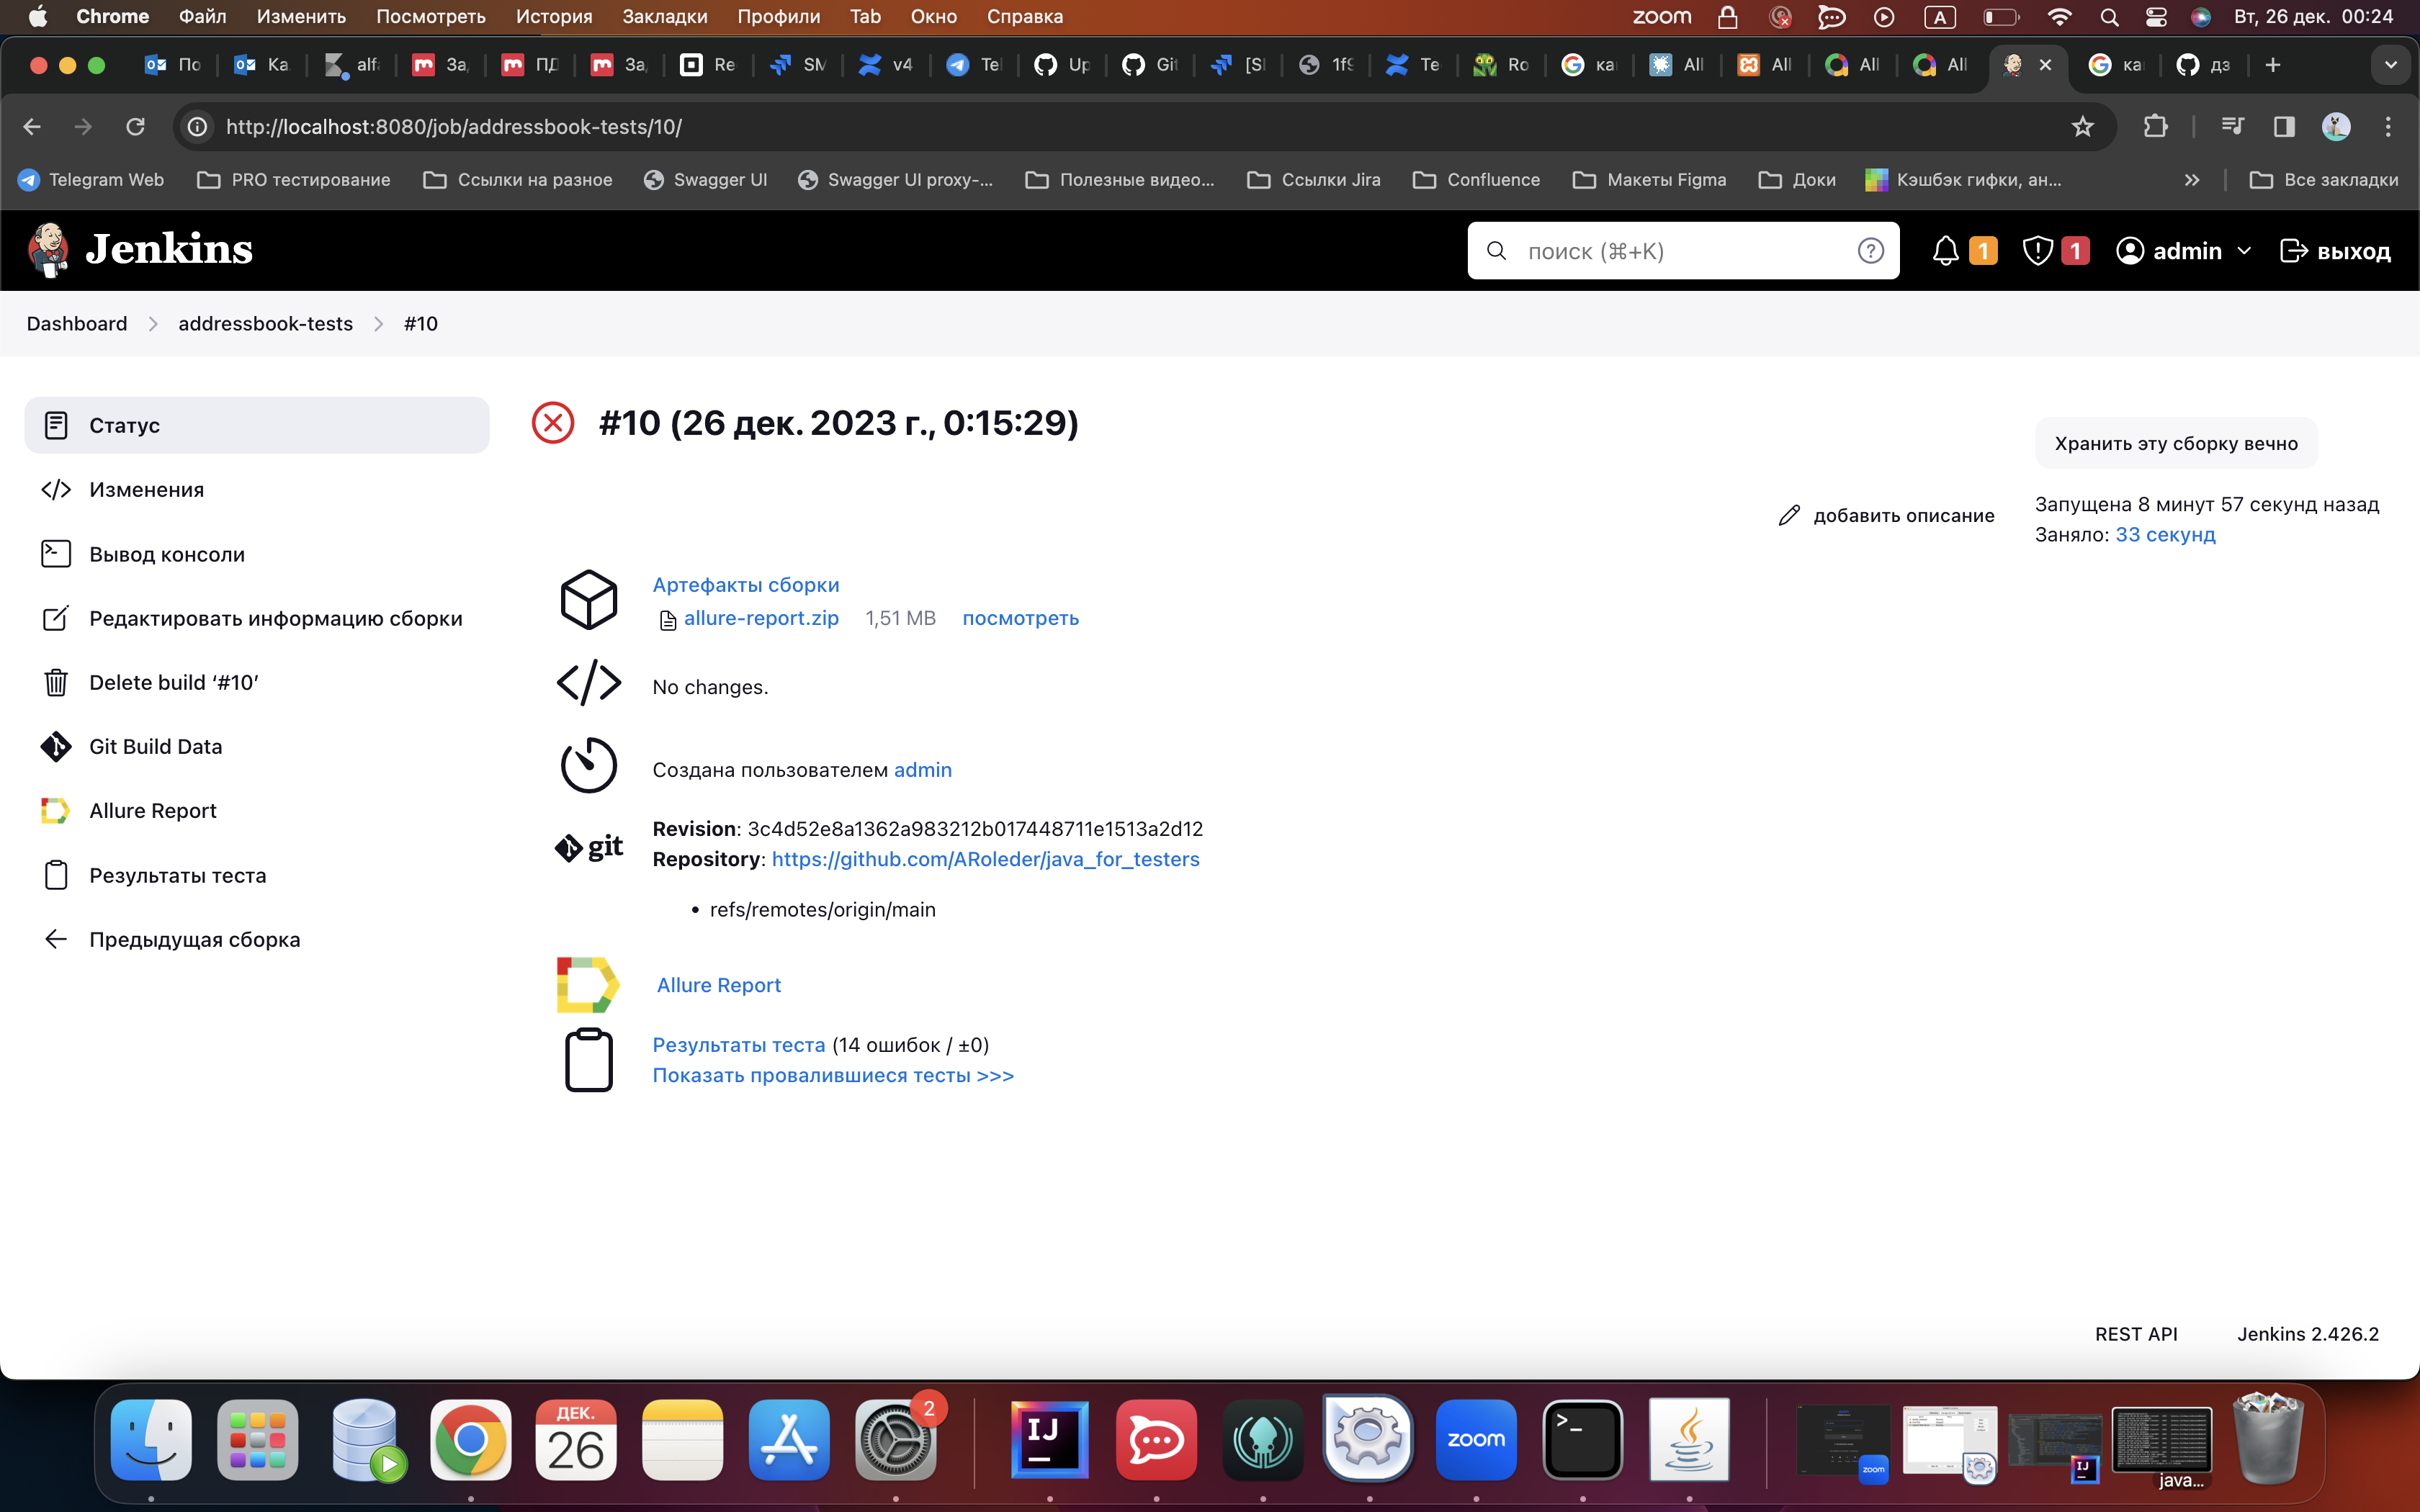 Chrome Файл Изменить Посмотреть История Закладки Профили Tab Окно Справка zoom A Вт, 26 дек. 00:24
По Ка alfa За ПД За Re SM v4 Tel Up Git [SI 1f9 Te Ro ка All All All All ка дз
http://localhost:8080/job/addressbook-tests/10/
Telegram Web PRO тестирование Ссылки на разное Swagger UI Swagger UI proxy-... Полезные видео... Ссылки Jira Confluence Макеты Figma Доки Кэшбэк гифки, ан... Все закладки
Jenkins поиск (⌘+K) 1 1 admin выход
Dashboard addressbook-tests #10
Статус
Изменения
Вывод консоли
Редактировать информацию сборки
Delete build ‘#10’
Git Build Data
Allure Report
Результаты теста
Предыдущая сборка
#10 (26 дек. 2023 г., 0:15:29)
Хранить эту сборку вечно
добавить описание
Запущена 8 минут 57 секунд назад
Заняло: 33 секунд
Артефакты сборки
allure-report.zip 1,51 MB посмотреть
No changes.
Создана пользователем admin
git
Revision: 3c4d52e8a1362a983212b017448711e1513a2d12
Repository: https://github.com/ARoleder/java_for_testers
• refs/remotes/origin/main
Allure Report
Результаты теста (14 ошибок / ±0)
Показать провалившиеся тесты >>>
REST API Jenkins 2.426.2
ДЕК.
26
2
IJ
zoom
zoom
IJ
java...